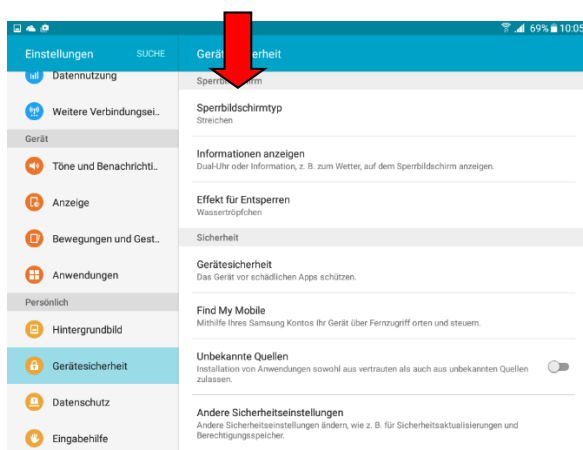 69% 10:05
Einstellungen SUCHE
Datennutzung
Weitere Verbindungsei..
Gerät
Töne und Benachrichti..
Anzeige
Bewegungen und Gest..
Anwendungen
Persönlich
Hintergrundbild
Gerätesicherheit
Datenschutz
Eingabehilfe
Sperrbildschirmtyp
Streichen
Informationen anzeigen
Dual-Uhr oder Information, z. B. zum Wetter, auf dem Sperrbildschirm anzeigen.
Effekt für Entsperren
Wassertröpfchen
Sicherheit
Gerätesicherheit
Das Gerät vor schädlichen Apps schützen.
Find My Mobile
Mithilfe Ihres Samsung Kontos Ihr Gerät über Fernzugriff orten und steuern.
Unbekannte Quellen
Installation von Anwendungen sowohl aus vertrauten als auch aus unbekannten Quellen
zulassen.
Andere Sicherheitseinstellungen
Andere Sicherheitseinstellungen ändern, wie z. B. für Sicherheitsaktualisierungen und
Berechtigungsspeicher.